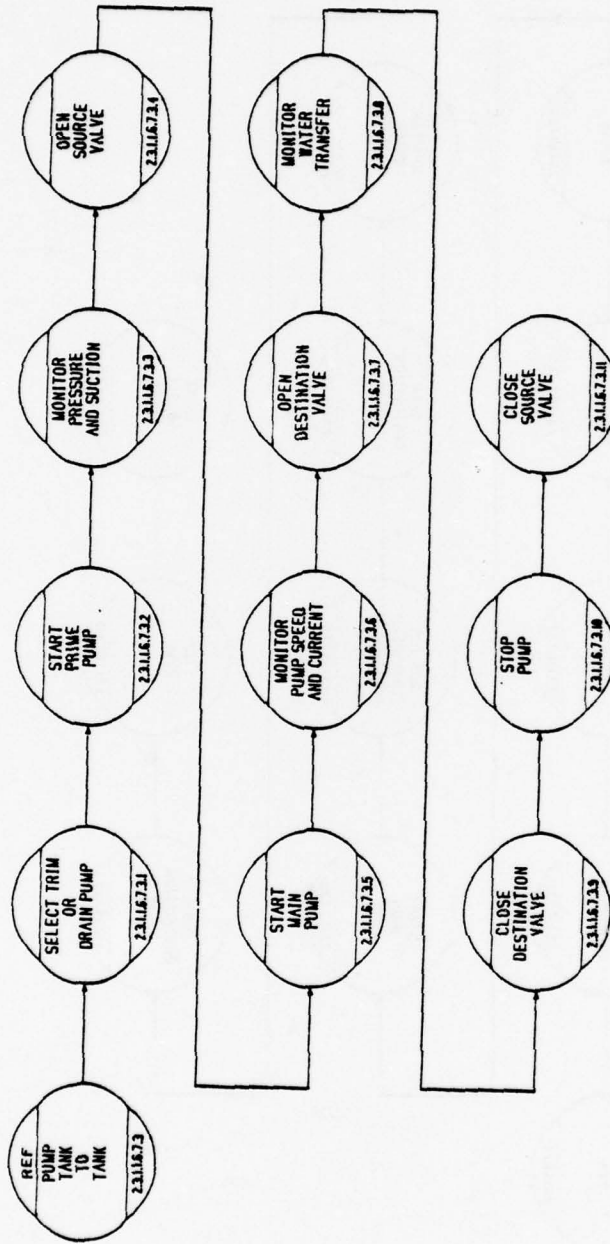 REF
PUMP
TANK
TO
TANK
2.3.1.1.6.7.3
SELECT TRIM
OR
DRAIN PUMP
2.3.1.1.6.7.3.1
START
PRIME
PUMP
2.3.1.1.6.7.3.2
MONITOR
PRESSURE
AND SUCTION
2.3.1.1.6.7.3.3
OPEN
SOURCE
VALVE
2.3.1.1.6.7.3.4
START
MAIN
PUMP
2.3.1.1.6.7.3.5
MONITOR
PUMP SPEED
AND CURRENT
2.3.1.1.6.7.3.6
OPEN
DESTINATION
VALVE
2.3.1.1.6.7.3.7
MONITOR
WATER
TRANSFER
2.3.1.1.6.7.3.8
CLOSE
DESTINATION
VALVE
2.3.1.1.6.7.3.9
STOP
PUMP
2.3.1.1.6.7.3.10
CLOSE
SOURCE
VALVE
2.3.1.1.6.7.3.11